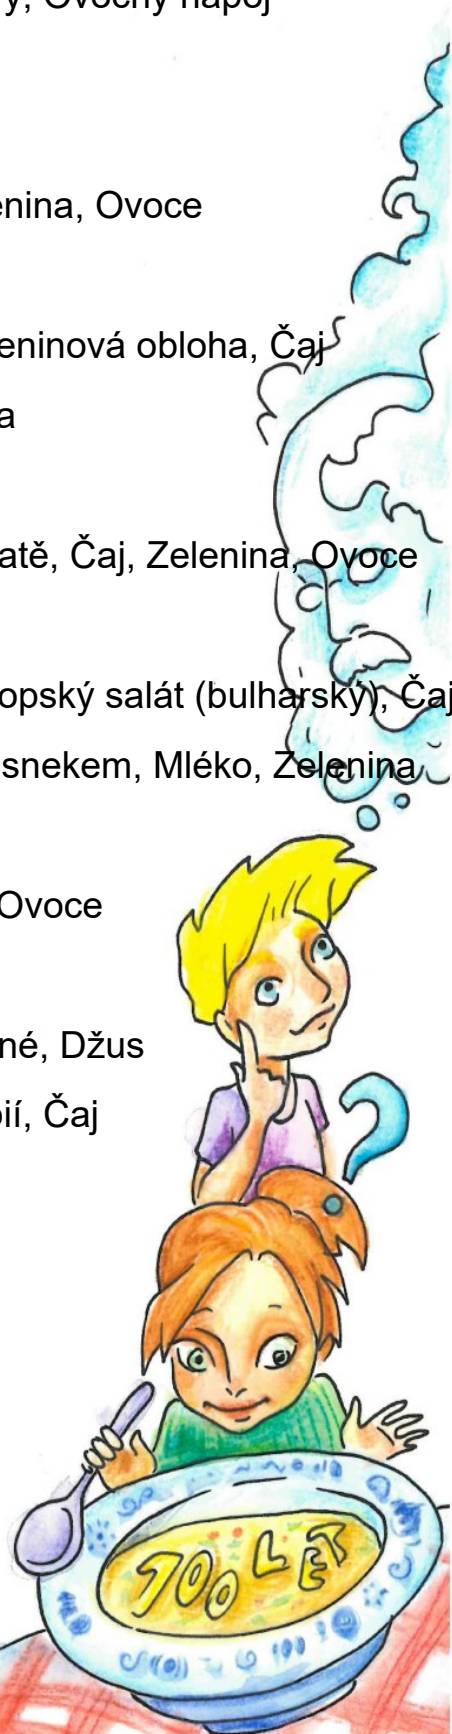 y, Ovocný nápoj
enina, Ovoce
eninová obloha, Čaj
a
atě, Čaj, Zelenina, Ovoce
opský salát (bulharský), Čaj
snekem, Mléko, Zelenina
Ovoce
né, Džus
ií, Čaj
?
700 LET